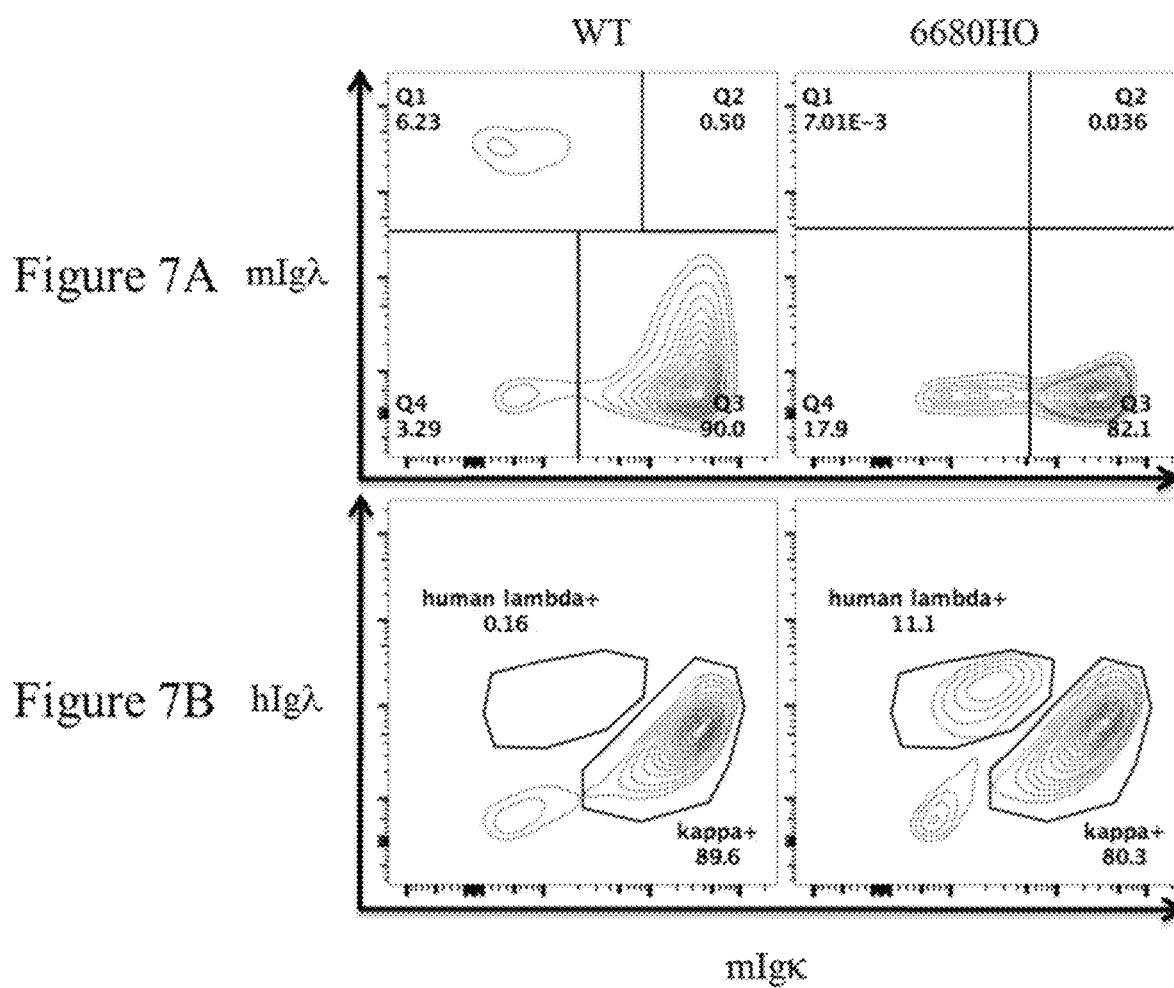 WT 6680HO
Q1 Q2 Q1 Q2
6.23 0.50 7.01E-3 0.036
Figure 7A mIgλ
Q4 Q3 Q4 Q3
3.29 90.0 17.9 82.1
human lambda+ human lambda+
0.16 11.1
Figure 7B hIgλ
kappa+ kappa+
89.6 80.3
mIgκ